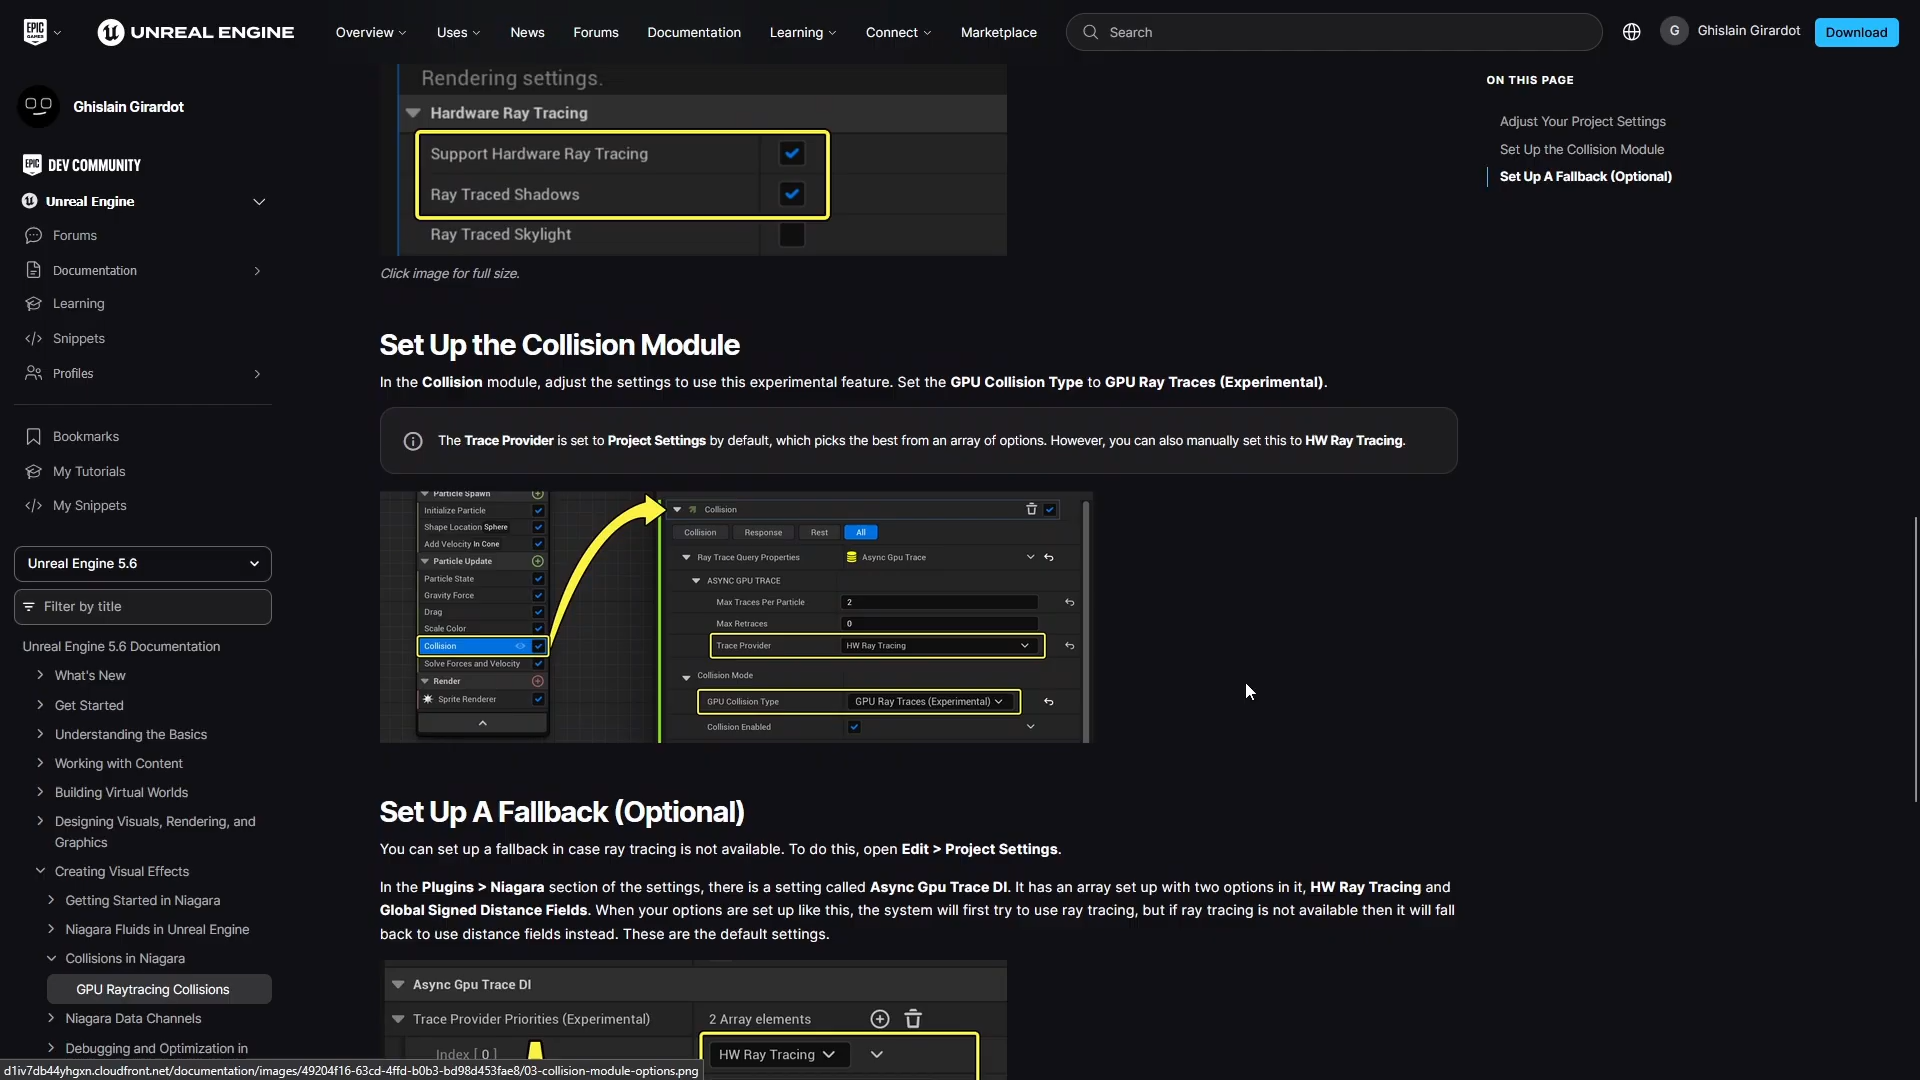 EPIC GAMES
UNREAL ENGINE
Overview
Uses
News
Forums
Documentation
Learning
Connect
Marketplace
Search
G
Ghislain Girardot
Download
Ghislain Girardot
EPIC DEV COMMUNITY
Unreal Engine
Forums
Documentation
Learning
Snippets
Profiles
Bookmarks
My Tutorials
My Snippets
Unreal Engine 5.6
Filter by title
Unreal Engine 5.6 Documentation
What's New
Get Started
Understanding the Basics
Working with Content
Building Virtual Worlds
Designing Visuals, Rendering, and
Graphics
Creating Visual Effects
Getting Started in Niagara
Niagara Fluids in Unreal Engine
Collisions in Niagara
GPU Raytracing Collisions
Niagara Data Channels
Debugging and Optimization in
Rendering settings.
Hardware Ray Tracing
Support Hardware Ray Tracing
Ray Traced Shadows
Ray Traced Skylight
Click image for full size.
Set Up the Collision Module
In the Collision module, adjust the settings to use this experimental feature. Set the GPU Collision Type to GPU Ray Traces (Experimental).
The Trace Provider is set to Project Settings by default, which picks the best from an array of options. However, you can also manually set this to HW Ray Tracing.
Particle Spawn
Initialize Particle
Shape Location Sphere
Add Velocity In Cone
Particle Update
Particle State
Gravity Force
Drag
Scale Color
Collision
Solve Forces and Velocity
Render
Sprite Renderer
Collision
Collision Response Rest All
Ray Trace Query Properties Async Gpu Trace
ASYNC GPU TRACE
Max Traces Per Particle 2
Max Retraces 0
Trace Provider HW Ray Tracing
Collision Mode
GPU Collision Type GPU Ray Traces (Experimental)
Collision Enabled
Set Up A Fallback (Optional)
You can set up a fallback in case ray tracing is not available. To do this, open Edit > Project Settings.
In the Plugins > Niagara section of the settings, there is a setting called Async Gpu Trace DI. It has an array set up with two options in it, HW Ray Tracing and
Global Signed Distance Fields. When your options are set up like this, the system will first try to use ray tracing, but if ray tracing is not available then it will fall
back to use distance fields instead. These are the default settings.
Async Gpu Trace DI
Trace Provider Priorities (Experimental) 2 Array elements
Index [ 0 ] HW Ray Tracing
ON THIS PAGE
Adjust Your Project Settings
Set Up the Collision Module
Set Up A Fallback (Optional)
d1iv7db44yhgxn.cloudfront.net/documentation/images/49204f16-63cd-4ffd-b0b3-bd98d453fae8/03-collision-module-options.png